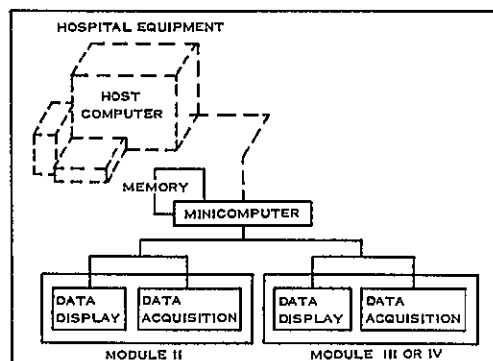 HOSPITAL EQUIPMENT
HOST
COMPUTER
MEMORY
MINICOMPUTER
DATA
DISPLAY
DATA
ACQUISITION
DATA
DISPLAY
DATA
ACQUISITION
MODULE II
MODULE III OR IV